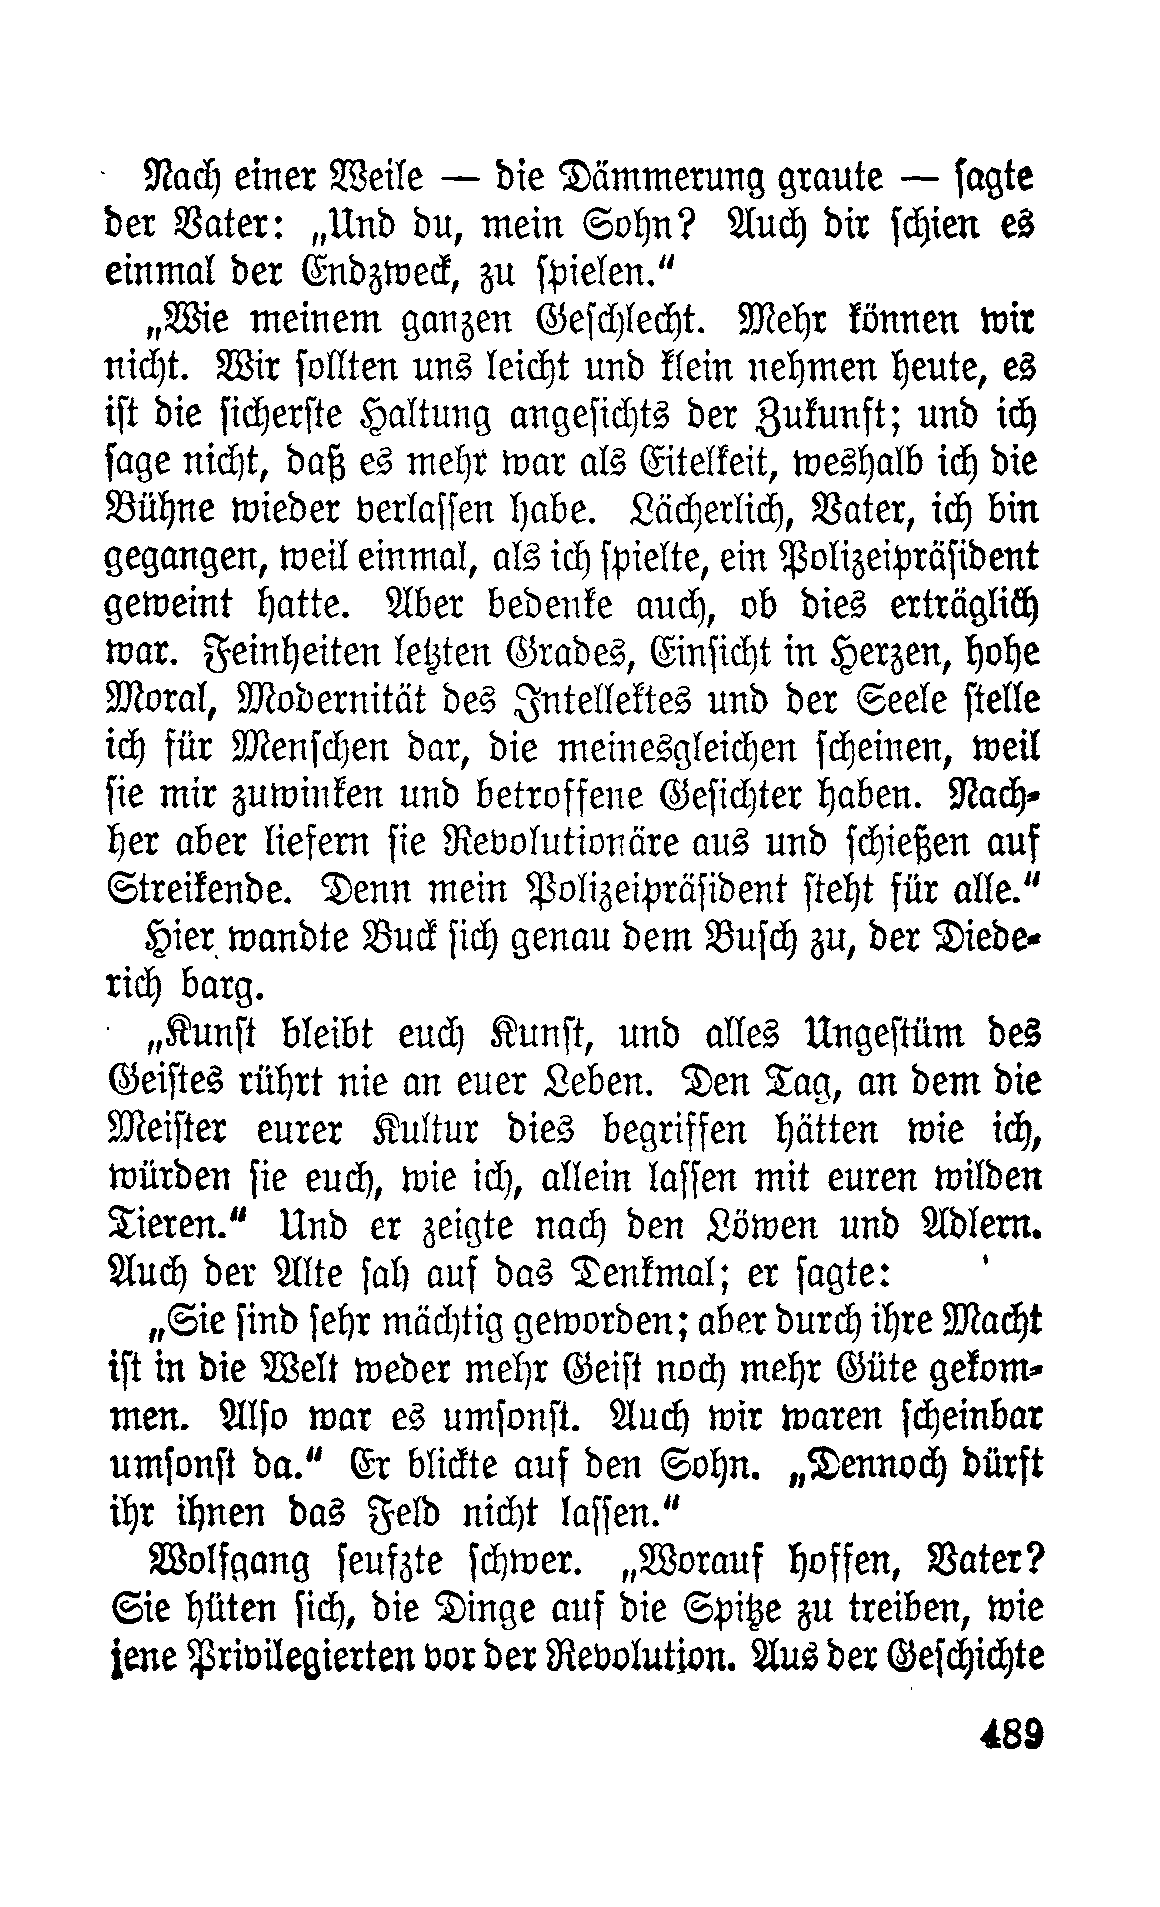 Nach einer Weile — die Dämmerung graute — sagte
der Vater: „Und du, mein Sohn? Auch dir schien es
einmal der Endzweck, zu spielen.“
„Wie meinem ganzen Geschlecht. Mehr können wir
nicht. Wir sollten uns leicht und klein nehmen heute, es
ist die sicherste Haltung angesichts der Zukunft; und ich
sage nicht, daß es mehr war als Eitelkeit, weshalb ich die
Bühne wieder verlassen habe. Lächerlich, Vater, ich bin
gegangen, weil einmal, als ich spielte, ein Polizeipräsident
geweint hatte. Aber bedenke auch, ob dies erträglich
war. Feinheiten letzten Grades, Einsicht in Herzen, hohe
Moral, Modernität des Intellektes und der Seele stelle
ich für Menschen dar, die meinesgleichen scheinen, weil
sie mir zuwinken und betroffene Gesichter haben. Nach-
her aber liefern sie Revolutionäre aus und schießen auf
Streikende. Denn mein Polizeipräsident steht für alle.“
Hier wandte Buck sich genau dem Busch zu, der Diede-
rich barg.
„Kunst bleibt euch Kunst, und alles Ungestüm des
Geistes rührt nie an euer Leben. Den Tag, an dem die
Meister eurer Kultur dies begriffen hätten wie ich,
würden sie euch, wie ich, allein lassen mit euren wilden
Tieren.“ Und er zeigte nach den Löwen und Adlern.
Auch der Alte sah auf das Denkmal; er sagte:
„Sie sind sehr mächtig geworden; aber durch ihre Macht
ist in die Welt weder mehr Geist noch mehr Güte gekom-
men. Also war es umsonst. Auch wir waren scheinbar
umsonst da.“ Er blickte auf den Sohn. „Dennoch dürft
ihr ihnen das Feld nicht lassen.“
Wolfgang seufzte schwer. „Worauf hoffen, Vater?
Sie hüten sich, die Dinge auf die Spitze zu treiben, wie
jene Privilegierten vor der Revolution. Aus der Geschichte
489